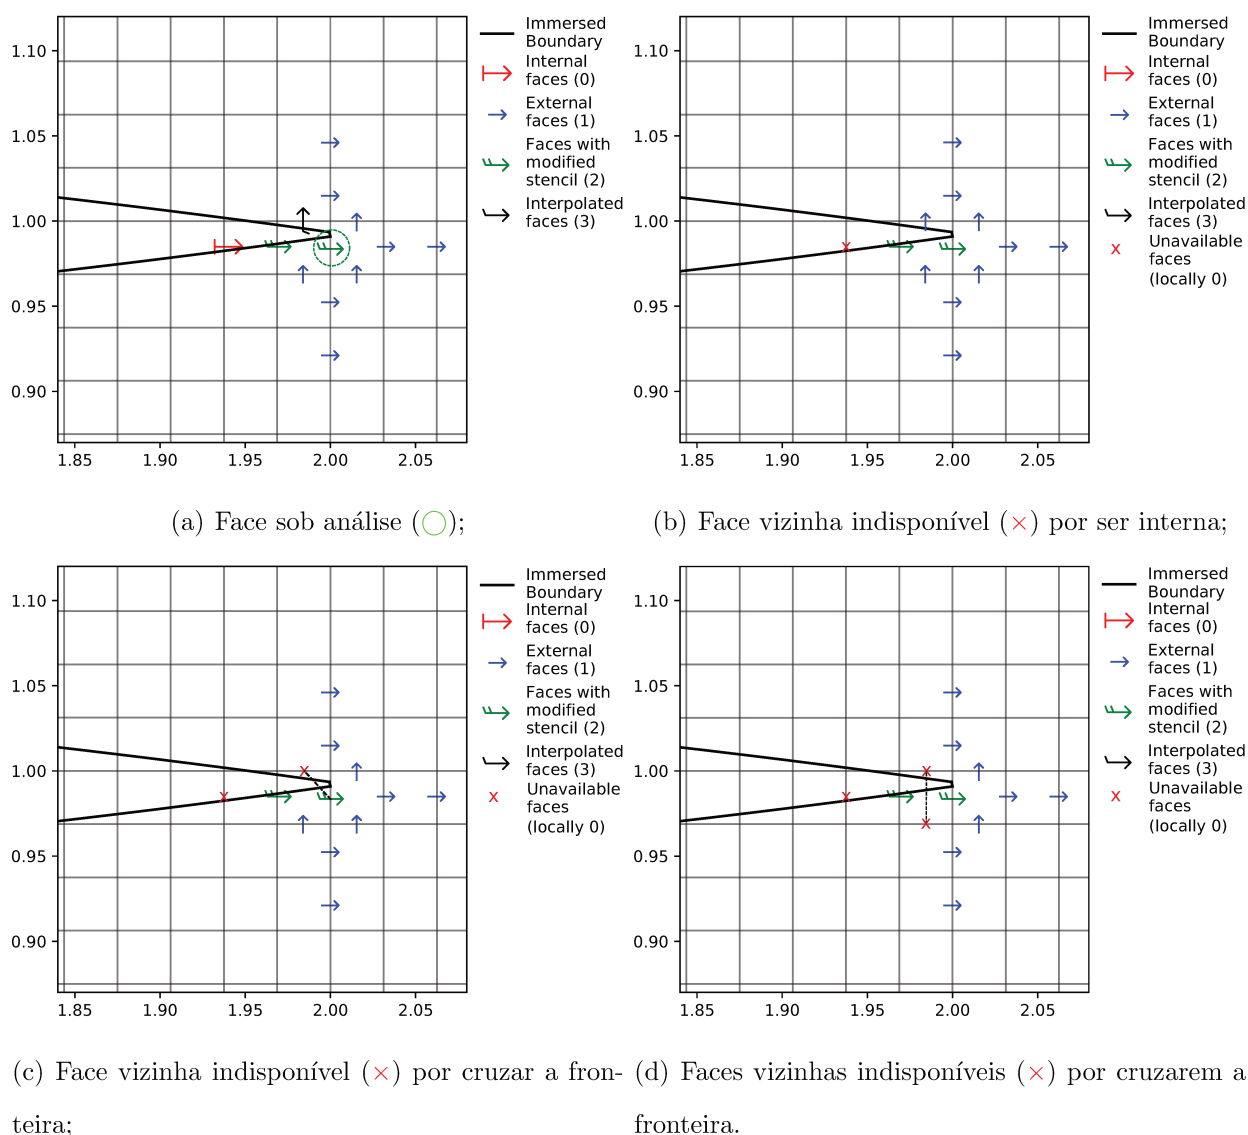 1.10
1.05
1.00
0.95
0.90
1.85 1.90 1.95 2.00 2.05
Immersed
Boundary
Internal
faces (0)
External
faces (1)
Faces with
modified
stencil (2)
Interpolated
faces (3)
(a) Face sob análise (○);
1.10
1.05
1.00
0.95
0.90
1.85 1.90 1.95 2.00 2.05
Immersed
Boundary
Internal
faces (0)
External
faces (1)
Faces with
modified
stencil (2)
Interpolated
faces (3)
Unavailable
faces
(locally 0)
(b) Face vizinha indisponível (×) por ser interna;
1.10
1.05
1.00
0.95
0.90
1.85 1.90 1.95 2.00 2.05
Immersed
Boundary
Internal
faces (0)
External
faces (1)
Faces with
modified
stencil (2)
Interpolated
faces (3)
Unavailable
faces
(locally 0)
(c) Face vizinha indisponível (×) por cruzar a fron-
teira;
1.10
1.05
1.00
0.95
0.90
1.85 1.90 1.95 2.00 2.05
Immersed
Boundary
Internal
faces (0)
External
faces (1)
Faces with
modified
stencil (2)
Interpolated
faces (3)
Unavailable
faces
(locally 0)
(d) Faces vizinhas indisponíveis (×) por cruzarem a
fronteira.